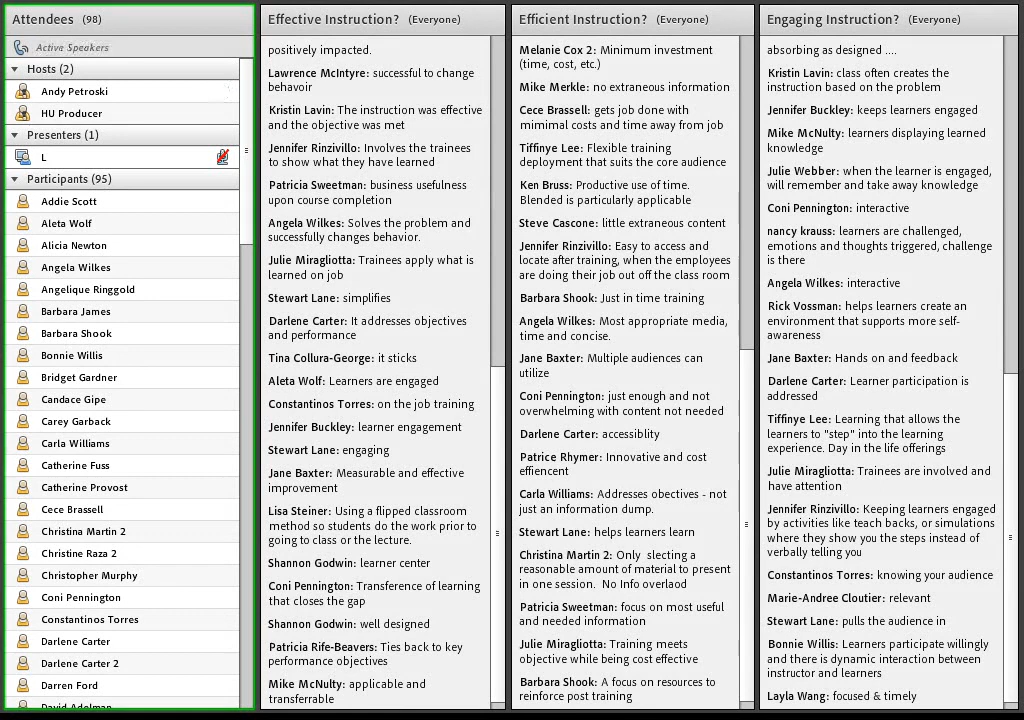 Attendees (98)
Active Speakers
Hosts (2)
Andy Petroski
HU Producer
Presenters (1)
L
Participants (95)
Addie Scott
Aleta Wolf
Alicia Newton
Angela Wilkes
Angelique Ringgold
Barbara James
Barbara Shook
Bonnie Willis
Bridget Gardner
Candace Gipe
Carey Garback
Carla Williams
Catherine Fuss
Catherine Provost
Cece Brassell
Christina Martin 2
Christine Raza 2
Christopher Murphy
Coni Pennington
Constantinos Torres
Darlene Carter
Darlene Carter 2
Darren Ford
David Adelman
Effective Instruction? (Everyone)
positively impacted.
Lawrence McIntyre: successful to change
behavoir
Kristin Lavin: The instruction was effective
and the objective was met
Jennifer Rinzivillo: Involves the trainees
to show what they have learned
Patricia Sweetman: business usefulness
upon course completion
Angela Wilkes: Solves the problem and
successfully changes behavior.
Julie Miragliotta: Trainees apply what is
learned on job
Stewart Lane: simplifies
Darlene Carter: It addresses objectives
and performance
Tina Collura-George: it sticks
Aleta Wolf: Learners are engaged
Constantinos Torres: on the job training
Jennifer Buckley: learner engagement
Stewart Lane: engaging
Jane Baxter: Measurable and effective
improvement
Lisa Steiner: Using a flipped classroom
method so students do the work prior to
going to class or the lecture.
Shannon Godwin: learner center
Coni Pennington: Transference of learning
that closes the gap
Shannon Godwin: well designed
Patricia Rife-Beavers: Ties back to key
performance objectives
Mike McNulty: applicable and
transferrable
Efficient Instruction? (Everyone)
Melanie Cox 2: Minimum investment
(time, cost, etc.)
Mike Merkle: no extraneous information
Cece Brassell: gets job done with
mimimal costs and time away from job
Tiffinye Lee: Flexible training
deployment that suits the core audience
Ken Bruss: Productive use of time.
Blended is particularly applicable
Steve Cascone: little extraneous content
Jennifer Rinzivillo: Easy to access and
locate after training, when the employees
are doing their job out off the class room
Barbara Shook: Just in time training
Angela Wilkes: Most appropriate media,
time and concise.
Jane Baxter: Multiple audiences can
utilize
Coni Pennington: just enough and not
overwhelming with content not needed
Darlene Carter: accessiblity
Patrice Rhymer: Innovative and cost
effiencent
Carla Williams: Addresses obectives - not
just an information dump.
Stewart Lane: helps learners learn
Christina Martin 2: Only slecting a
reasonable amount of material to present
in one session. No Info overlaod
Patricia Sweetman: focus on most useful
and needed information
Julie Miragliotta: Training meets
objective while being cost effective
Barbara Shook: A focus on resources to
reinforce post training
Engaging Instruction? (Everyone)
absorbing as designed ....
Kristin Lavin: class often creates the
instruction based on the problem
Jennifer Buckley: keeps learners engaged
Mike McNulty: learners displaying learned
knowledge
Julie Webber: when the learner is engaged,
will remember and take away knowledge
Coni Pennington: interactive
nancy krauss: learners are challenged,
emotions and thoughts triggered, challenge
is there
Angela Wilkes: interactive
Rick Vossman: helps learners create an
environment that supports more self-
awareness
Jane Baxter: Hands on and feedback
Darlene Carter: Learner participation is
addressed
Tiffinye Lee: Learning that allows the
learners to "step" into the learning
experience. Day in the life offerings
Julie Miragliotta: Trainees are involved and
have attention
Jennifer Rinzivillo: Keeping learners engaged
by activities like teach backs, or simulations
where they show you the steps instead of
verbally telling you
Constantinos Torres: knowing your audience
Marie-Andree Cloutier: relevant
Stewart Lane: pulls the audience in
Bonnie Willis: Learners participate willingly
and there is dynamic interaction between
instructor and learners
Layla Wang: focused & timely